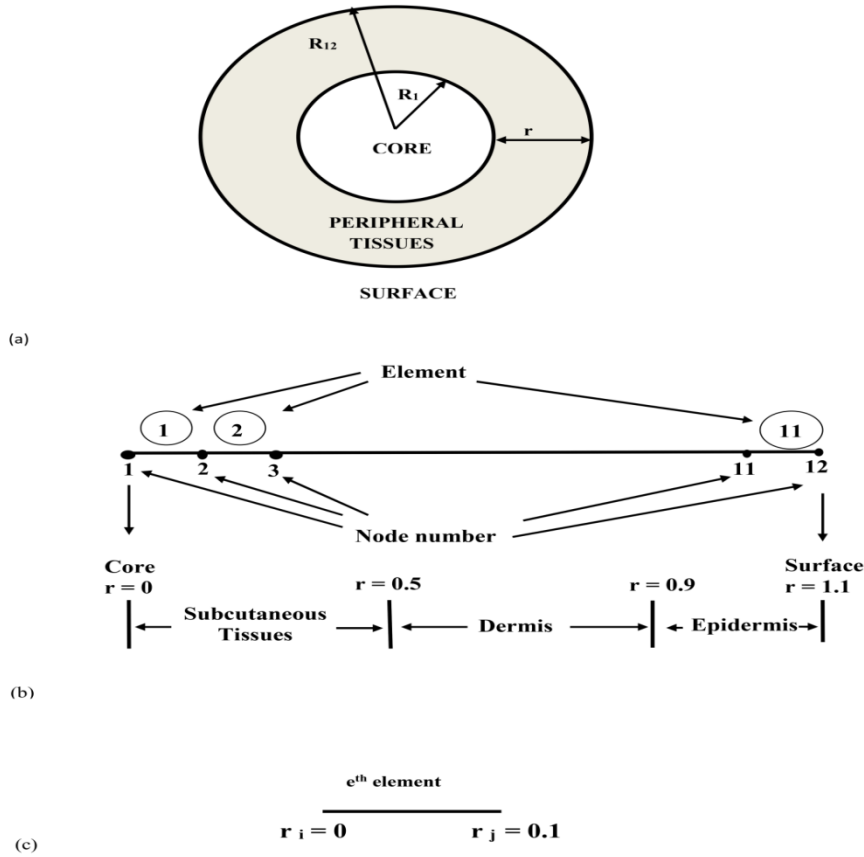 R12
R1
r
CORE
PERIPHERAL
TISSUES
SURFACE
(a)
Element
1 2 11
1 2 3 11 12
Node number
Core
r = 0
r = 0.5
r = 0.9
Surface
r = 1.1
Subcutaneous
Tissues
Dermis
Epidermis
(b)
eth element
r i = 0 r j = 0.1
(c)